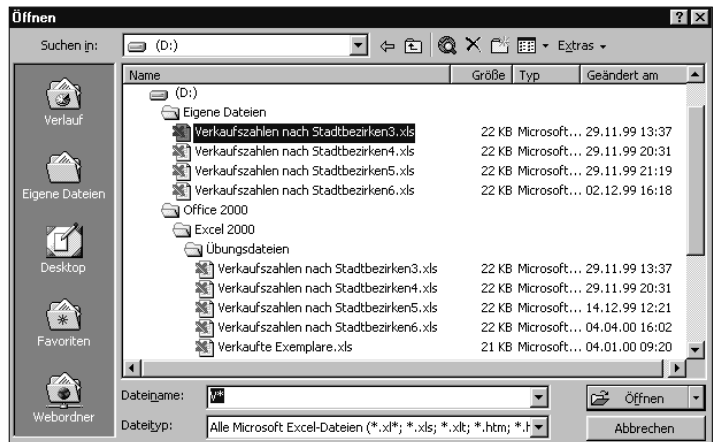 Öffnen
Suchen in: (D:) Extras
Name Größe Typ Geändert am
(D:)
Eigene Dateien
Verkaufszahlen nach Stadtbezirken3.xls 22 KB Microsoft... 29.11.99 13:37
Verkaufszahlen nach Stadtbezirken4.xls 22 KB Microsoft... 29.11.99 20:31
Verkaufszahlen nach Stadtbezirken5.xls 22 KB Microsoft... 29.11.99 21:19
Verkaufszahlen nach Stadtbezirken6.xls 22 KB Microsoft... 02.12.99 16:18
Office 2000
Excel 2000
Übungsdateien
Verkaufszahlen nach Stadtbezirken3.xls 22 KB Microsoft... 29.11.99 13:37
Verkaufszahlen nach Stadtbezirken4.xls 22 KB Microsoft... 29.11.99 20:31
Verkaufszahlen nach Stadtbezirken5.xls 22 KB Microsoft... 14.12.99 12:21
Verkaufszahlen nach Stadtbezirken6.xls 22 KB Microsoft... 04.04.00 16:02
Verkaufte Exemplare.xls 21 KB Microsoft... 04.01.00 09:20
Verlauf
Eigene Dateien
Desktop
Favoriten
Webordner
Dateiname: v* Öffnen
Dateityp: Alle Microsoft Excel-Dateien (*.xl*; *.xls; *.xlt; *.htm; *.h Abbrechen